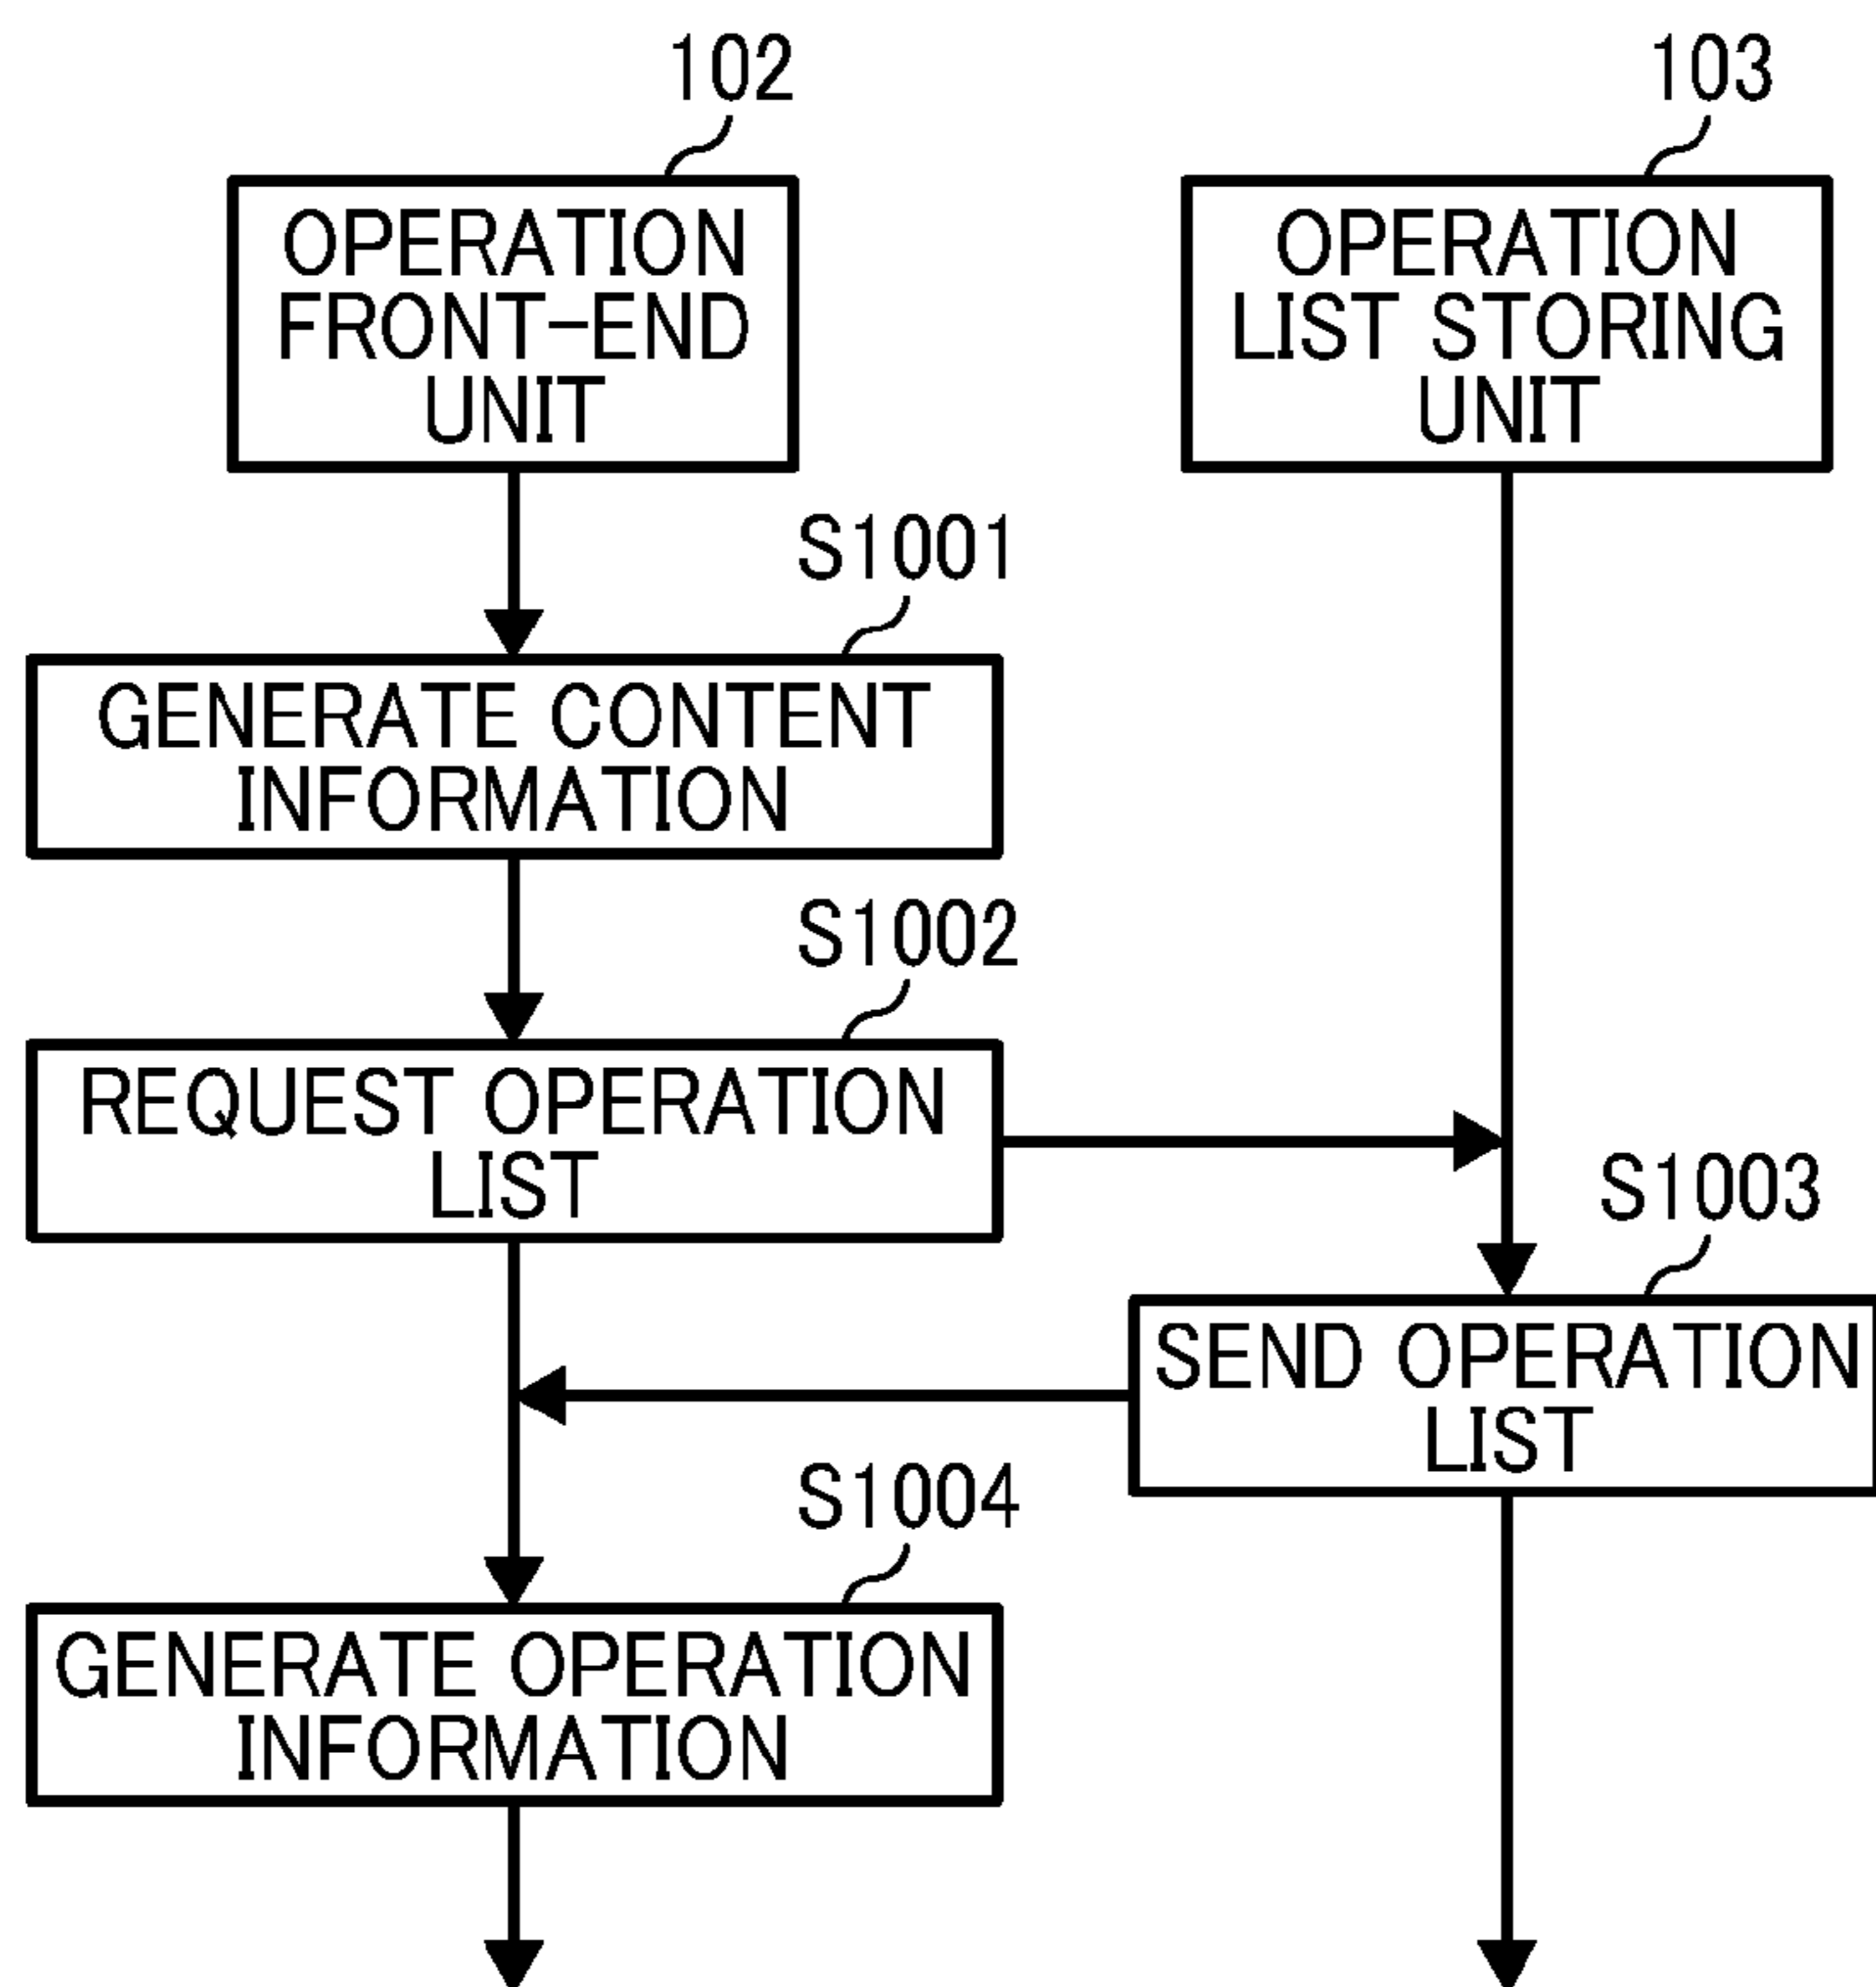 102
103
OPERATION
FRONT-END
UNIT
OPERATION
LIST STORING
UNIT
S1001
GENERATE CONTENT
INFORMATION
S1002
REQUEST OPERATION
LIST
S1003
SEND OPERATION
LIST
S1004
GENERATE OPERATION
INFORMATION